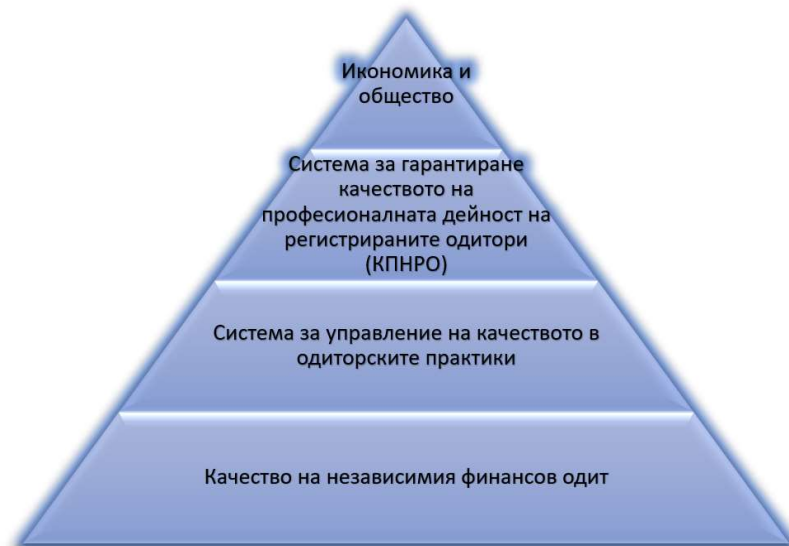 Икономика и
общество
Система за гарантиране
качеството на
професионалната дейност на
регистрираните одитори
(КПНРО)
Система за управление на качеството в
одиторските практики
Качество на независимия финансов одит